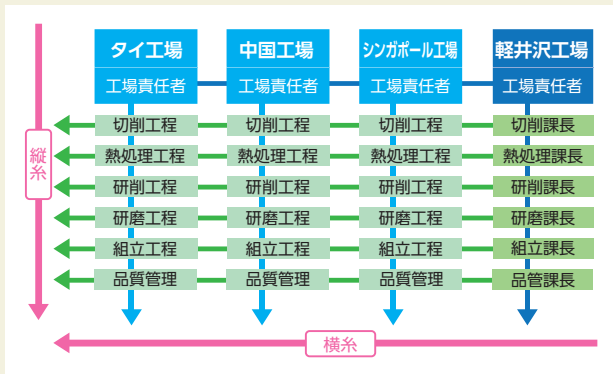 タイ工場 中国工場 シンガポール工場 軽井沢工場
工場責任者 工場責任者 工場責任者 工場責任者
切削工程 切削工程 切削工程 切削課長
熱処理工程 熱処理工程 熱処理工程 熱処理課長
研削工程 研削工程 研削工程 研削課長
研磨工程 研磨工程 研磨工程 研磨課長
組立工程 組立工程 組立工程 組立課長
品質管理 品質管理 品質管理 品管課長
縦糸
横糸